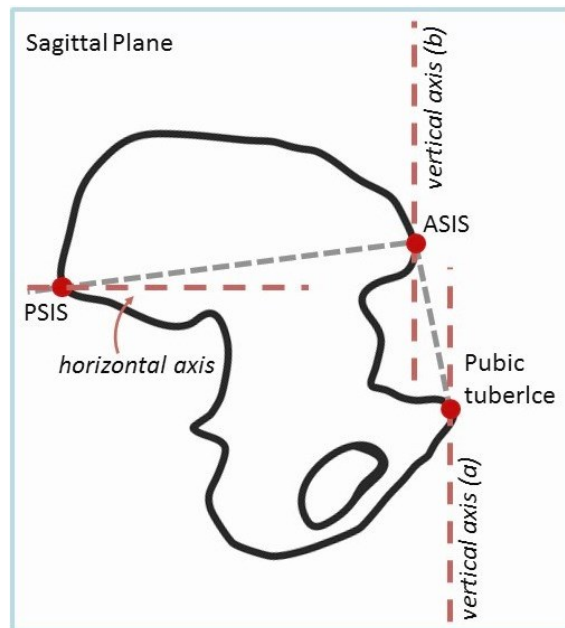 Sagittal Plane
vertical axis (b)
ASIS
PSIS
horizontal axis
Pubic
tuberlce
vertical axis (a)